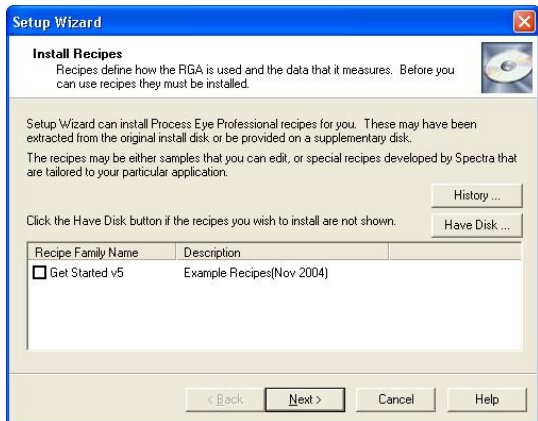 Setup Wizard
Install Recipes
Recipes define how the RGA is used and the data that it measures.  Before you
can use recipes they must be installed.
Setup Wizard can install Process Eye Professional recipes for you.  These may have been
extracted from the original install disk or be provided on a supplementary disk.
The recipes may be either samples that you can edit, or special recipes developed by Spectra that
are tailored to your particular application.
History ...
Click the Have Disk button if the recipes you wish to install are not shown.
Have Disk ...
Recipe Family Name Description
Get Started v5 Example Recipes(Nov 2004)
< Back Next > Cancel Help